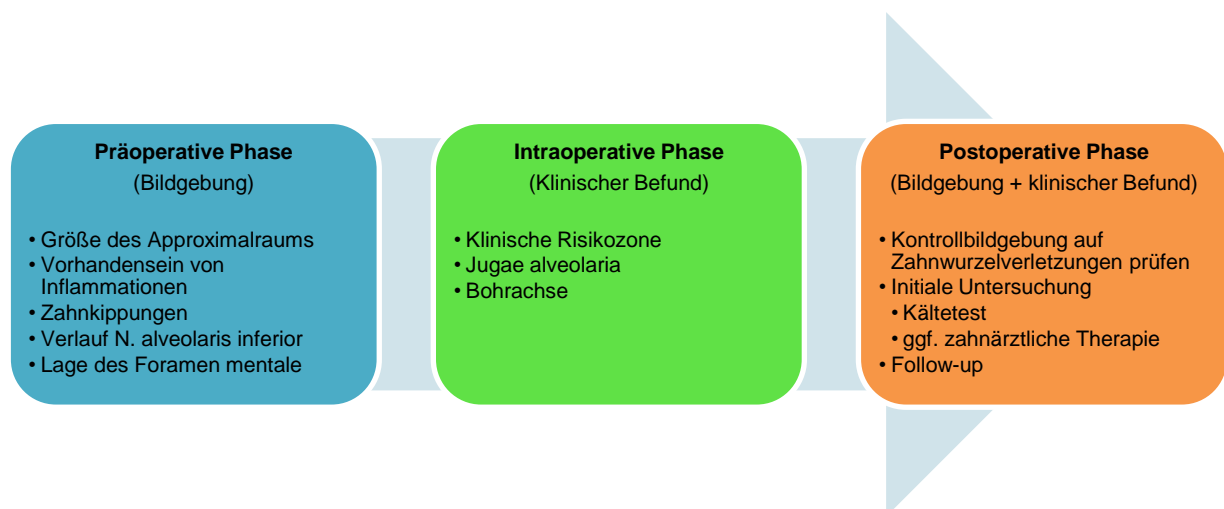 Präoperative Phase
(Bildgebung)
• Größe des Approximalraums
• Vorhandensein von
Inflammationen
• Zahnkippungen
• Verlauf N. alveolaris inferior
• Lage des Foramen mentale
Intraoperative Phase
(Klinischer Befund)
• Klinische Risikozone
• Jugae alveolaria
• Bohrachse
Postoperative Phase
(Bildgebung + klinischer Befund)
• Kontrollbildgebung auf
Zahnwurzelverletzungen prüfen
• Initiale Untersuchung
• Kältetest
• ggf. zahnärztliche Therapie
• Follow-up